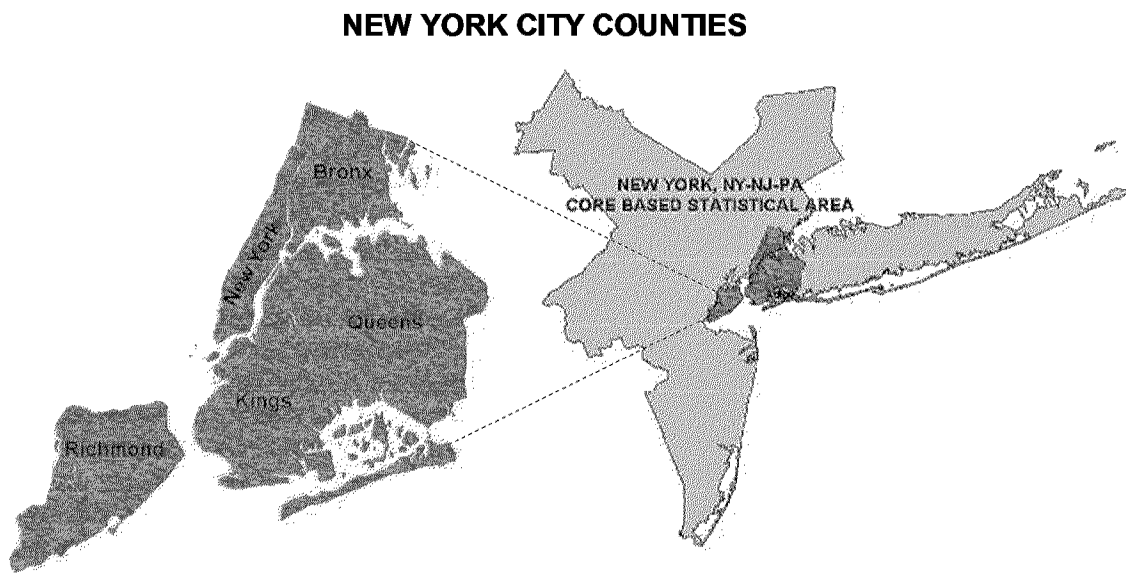 NEW YORK CITY COUNTIES
Bronx
New York
Queens
Kings
Richmond
NEW YORK, NY-NJ-PA
CORE BASED STATISTICAL AREA